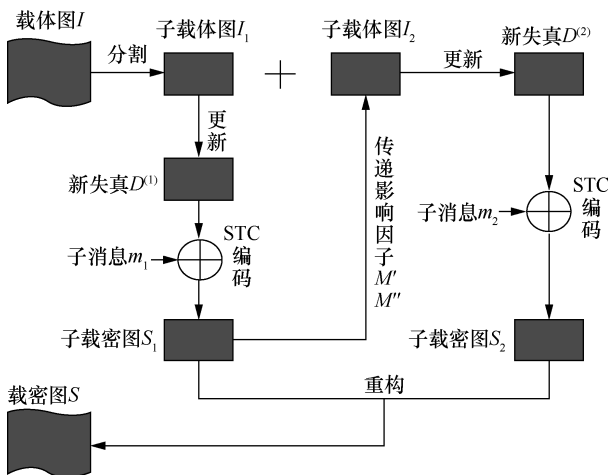 载体图I
分割
子载体图I₁
子载体图I₂
更新
新失真D⁽²⁾
更新
新失真D⁽¹⁾
传递影响因子M′M″
子消息m₁
STC
编
码
子消息m₂
STC
编
码
子载密图S₁
子载密图S₂
重构
载密图S